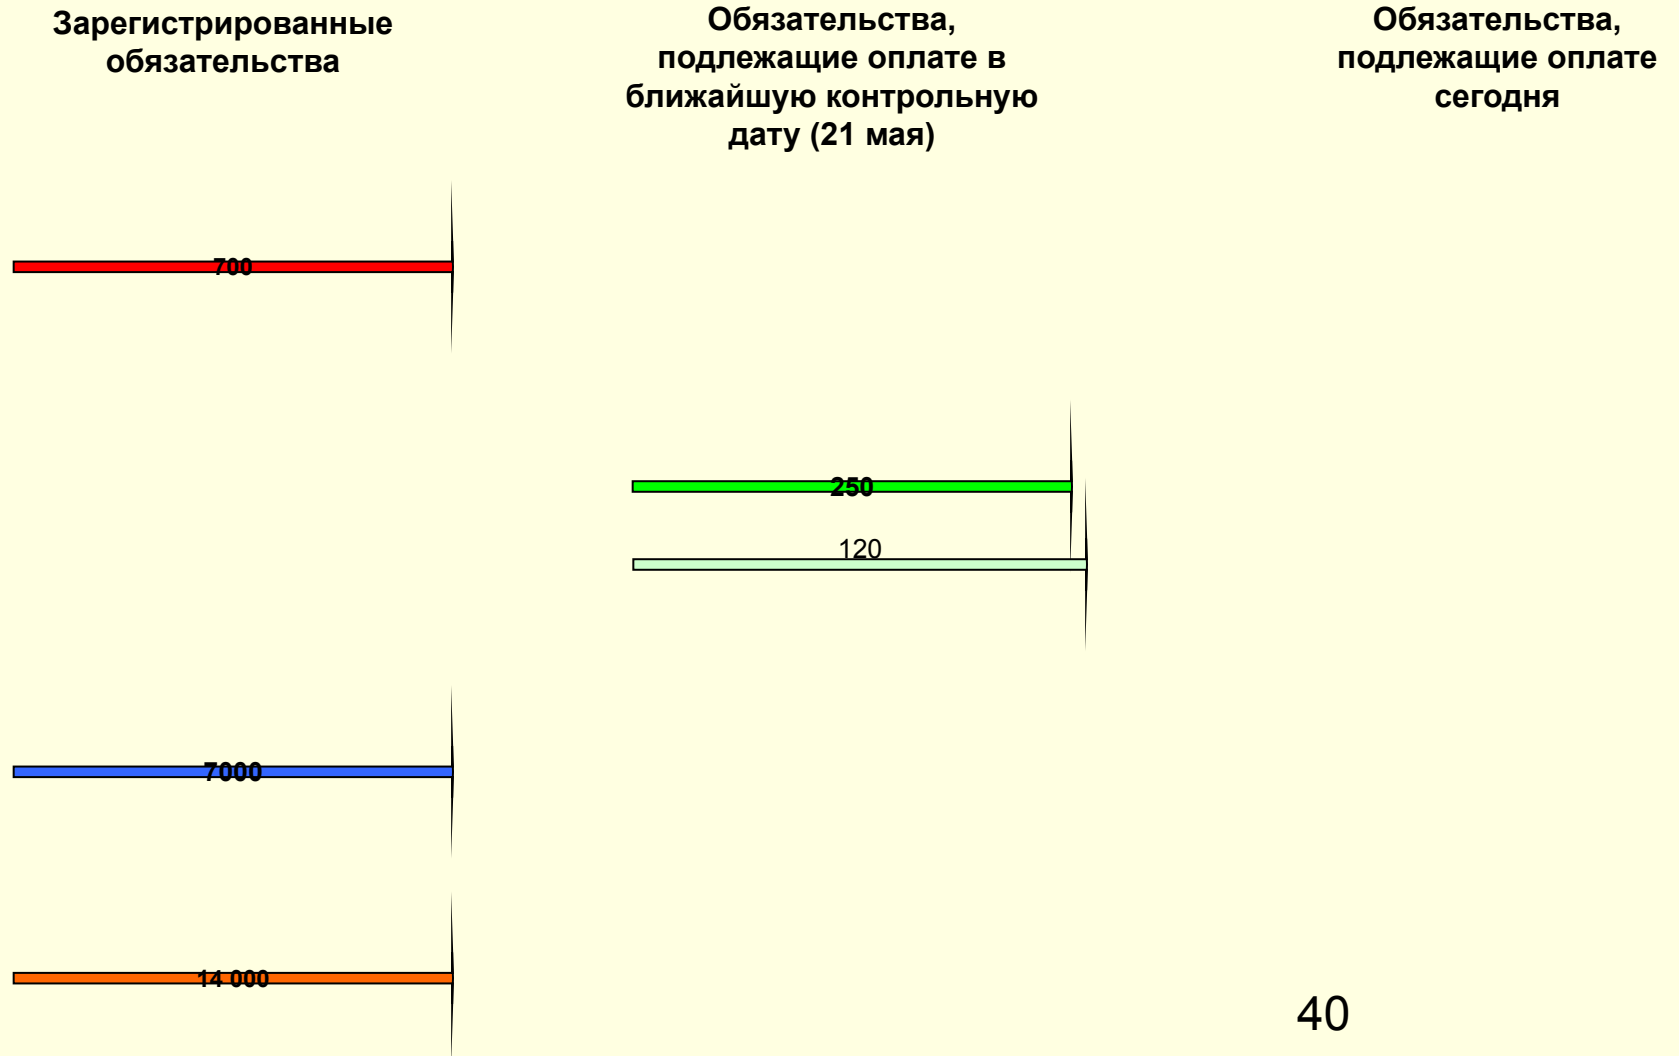 Зарегистрированные
обязательства
Обязательства,
подлежащие оплате в
ближайшую контрольную
дату (21 мая)
Обязательства,
подлежащие оплате
сегодня
700
250
120
7000
14 000
40